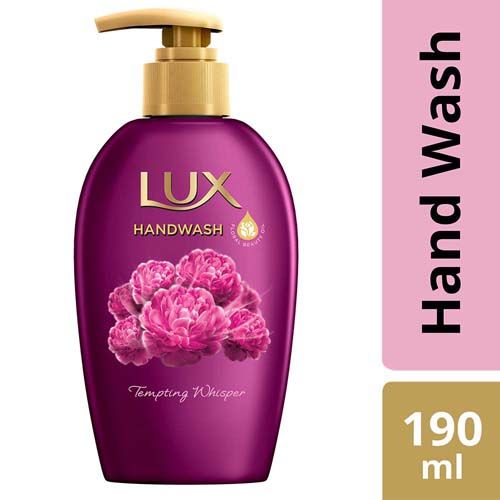 LUX
HANDWASH
FLORAL BEAUTY OIL
Tempting Whisper
Hand Wash
190
ml